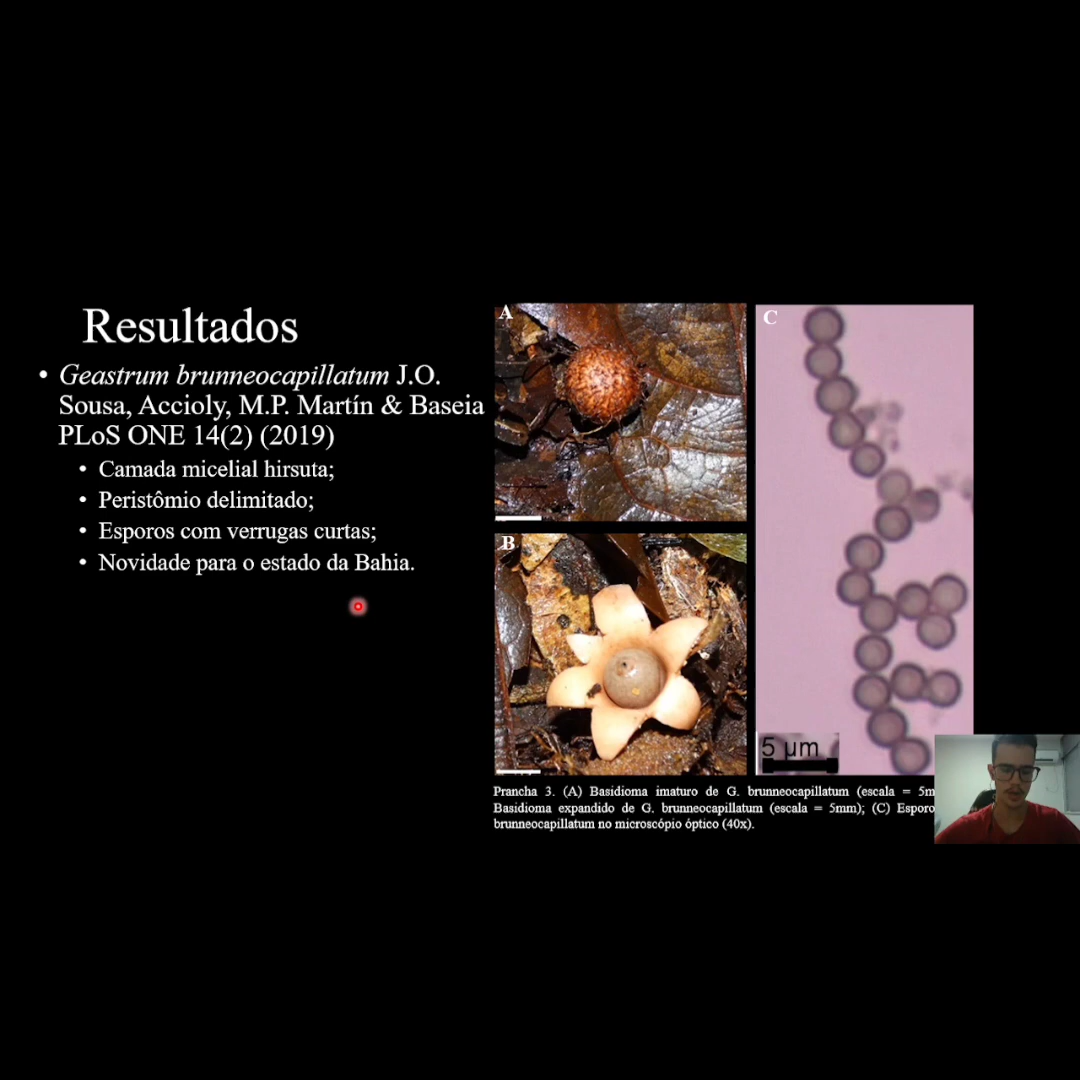 Resultados
• Geastrum brunneocapillatum J.O.
Sousa, Accioly, M.P. Martín & Baseia
PLoS ONE 14(2) (2019)
• Camada micelial hirsuta;
• Peristômio delimitado;
• Esporos com verrugas curtas;
• Novidade para o estado da Bahia.
A
B
C
5 µm
Prancha 3. (A) Basidioma imaturo de G. brunneocapillatum (escala = 5m
Basidioma expandido de G. brunneocapillatum (escala = 5mm); (C) Esporo
brunneocapillatum no microscópio óptico (40x).